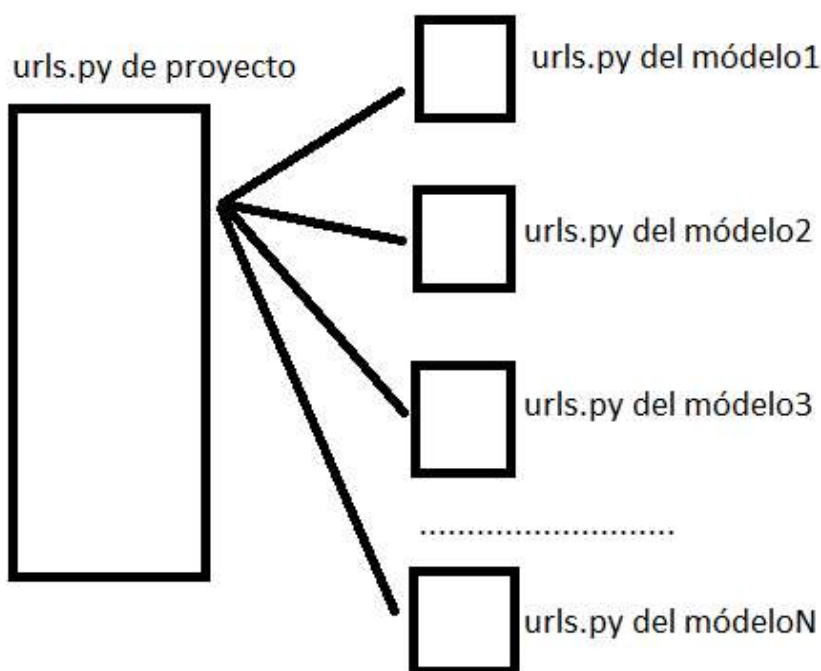 urls.py de proyecto
urls.py del módelo1
urls.py del módelo2
urls.py del módelo3
...........................
urls.py del módeloN